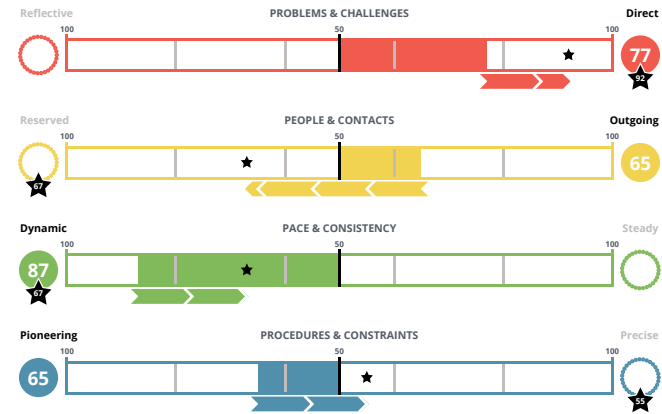 Reflective PROBLEMS & CHALLENGES Direct
100 50 100
77
92
Reserved PEOPLE & CONTACTS Outgoing
100 50 100
65
67
Dynamic PACE & CONSISTENCY Steady
100 50 100
87
67
Pioneering PROCEDURES & CONSTRAINTS Precise
100 50 100
65
55